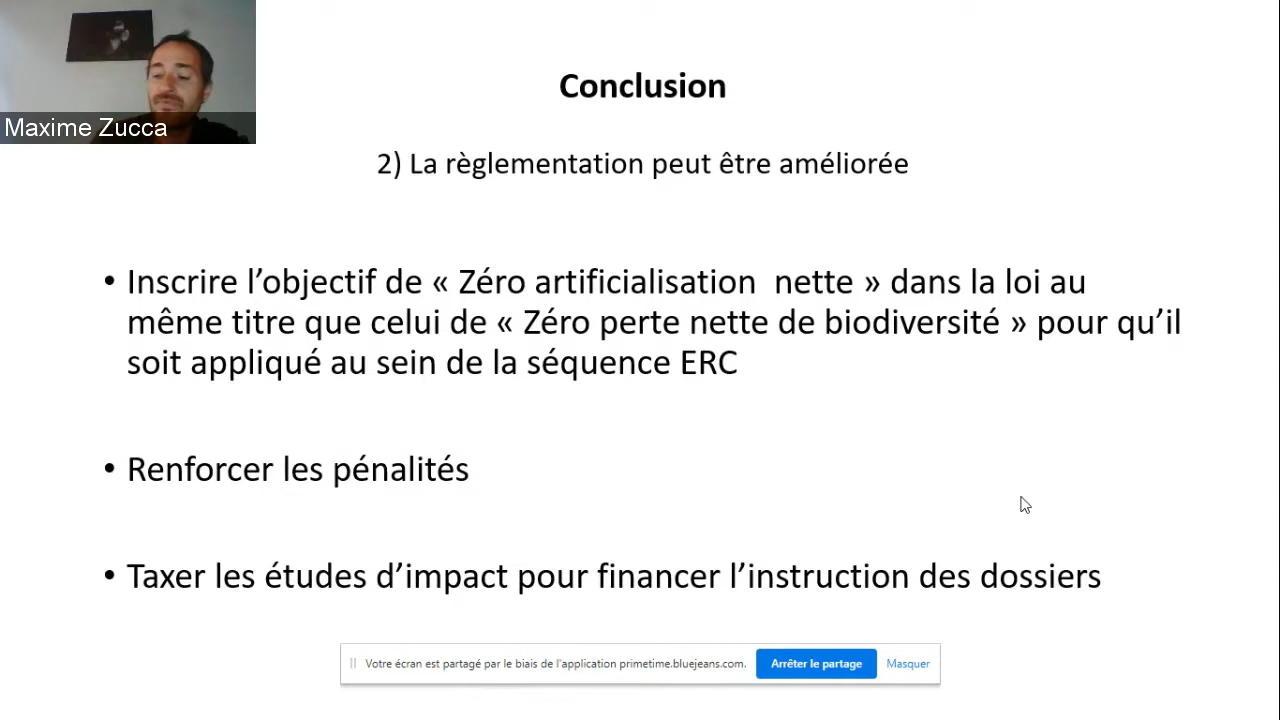 Maxime Zucca
Conclusion
2) La règlementation peut être améliorée
• Inscrire l’objectif de « Zéro artificialisation  nette » dans la loi au
même titre que celui de « Zéro perte nette de biodiversité » pour qu’il
soit appliqué au sein de la séquence ERC
• Renforcer les pénalités
• Taxer les études d’impact pour financer l’instruction des dossiers
Votre écran est partagé par le biais de l'application primetime.bluejeans.com.
Arrêter le partage
Masquer